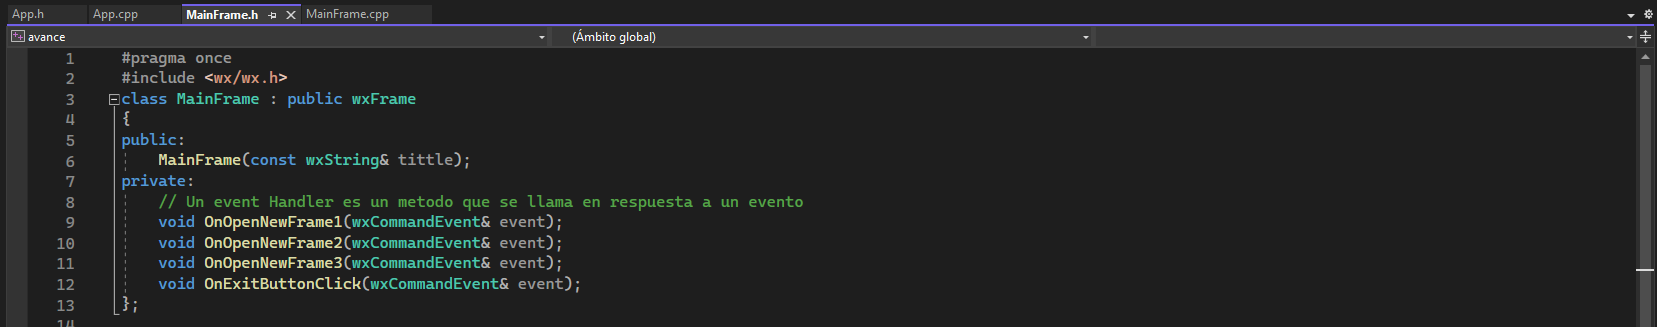 App.h App.cpp MainFrame.h MainFrame.cpp
avance (Ámbito global)
1 #pragma once
2 #include <wx/wx.h>
3 class MainFrame : public wxFrame
4 {
5 public:
6 MainFrame(const wxString& tittle);
7 private:
8 // Un event Handler es un metodo que se llama en respuesta a un evento
9 void OnOpenNewFrame1(wxCommandEvent& event);
10 void OnOpenNewFrame2(wxCommandEvent& event);
11 void OnOpenNewFrame3(wxCommandEvent& event);
12 void OnExitButtonClick(wxCommandEvent& event);
13 };
14